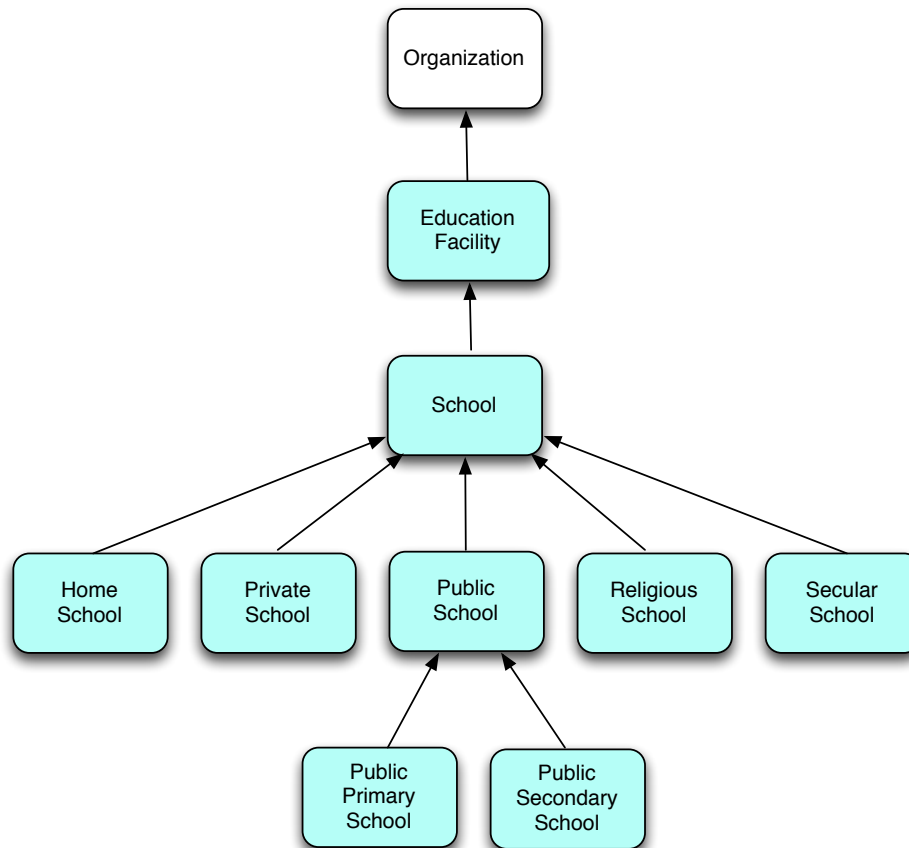 Organization
Education
Facility
School
Home
School
Private
School
Public
School
Religious
School
Secular
School
Public
Primary
School
Public
Secondary
School